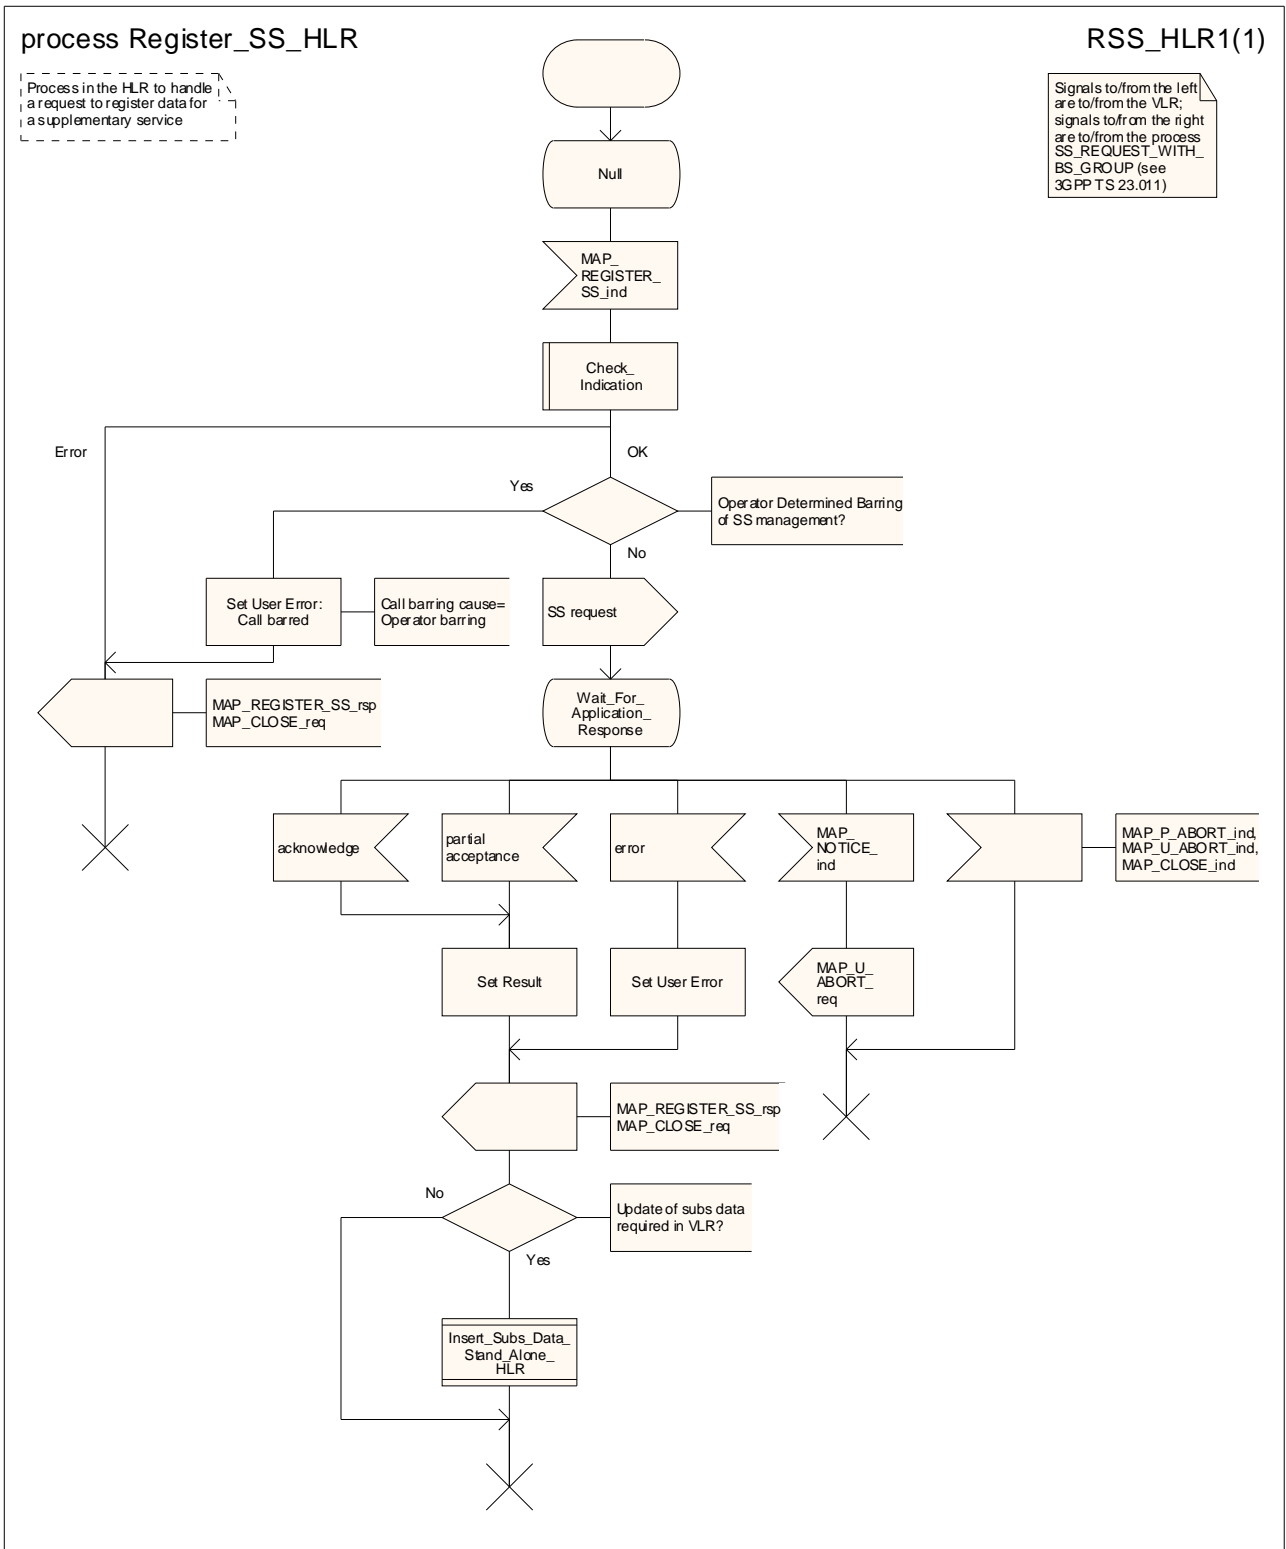 process Register_SS_HLR
RSS_HLR1(1)
Process in the HLR to handle
a request to register data for
a supplementary service
Signals to/from the left
are to/from the VLR;
signals to/from the right
are to/from the process
SS_REQUEST_WITH_
BS_GROUP (see
3GPP TS 23.011)
Null
MAP_
REGISTER_
SS_ind
Check_
Indication
Error
OK
Yes
Operator Determined Barring
of SS management?
No
Set User Error:
Call barred
Call barring cause=
Operator barring
SS request
MAP_REGISTER_SS_rsp
MAP_CLOSE_req
Wait_For_
Application_
Response
acknowledge
partial
acceptance
error
MAP_
NOTICE_
ind
MAP_P_ABORT_ind,
MAP_U_ABORT_ind,
MAP_CLOSE_ind
Set Result
Set User Error
MAP_U_
ABORT_
req
MAP_REGISTER_SS_rsp
MAP_CLOSE_req
No
Update of subs data
required in VLR?
Yes
Insert_Subs_Data_
Stand_Alone_
HLR